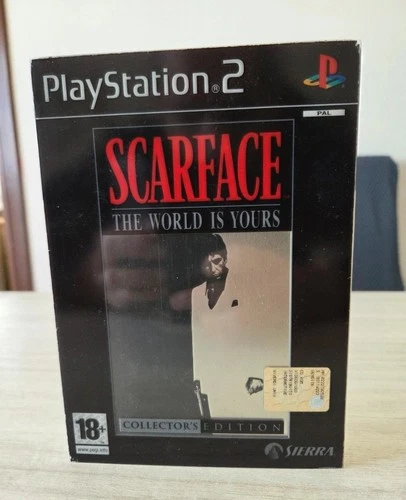 PlayStation®2
PAL
SCARFACE
THE WORLD IS YOURS
COLLECTOR'S EDITION
18+
www.pegi.info
SIERRA